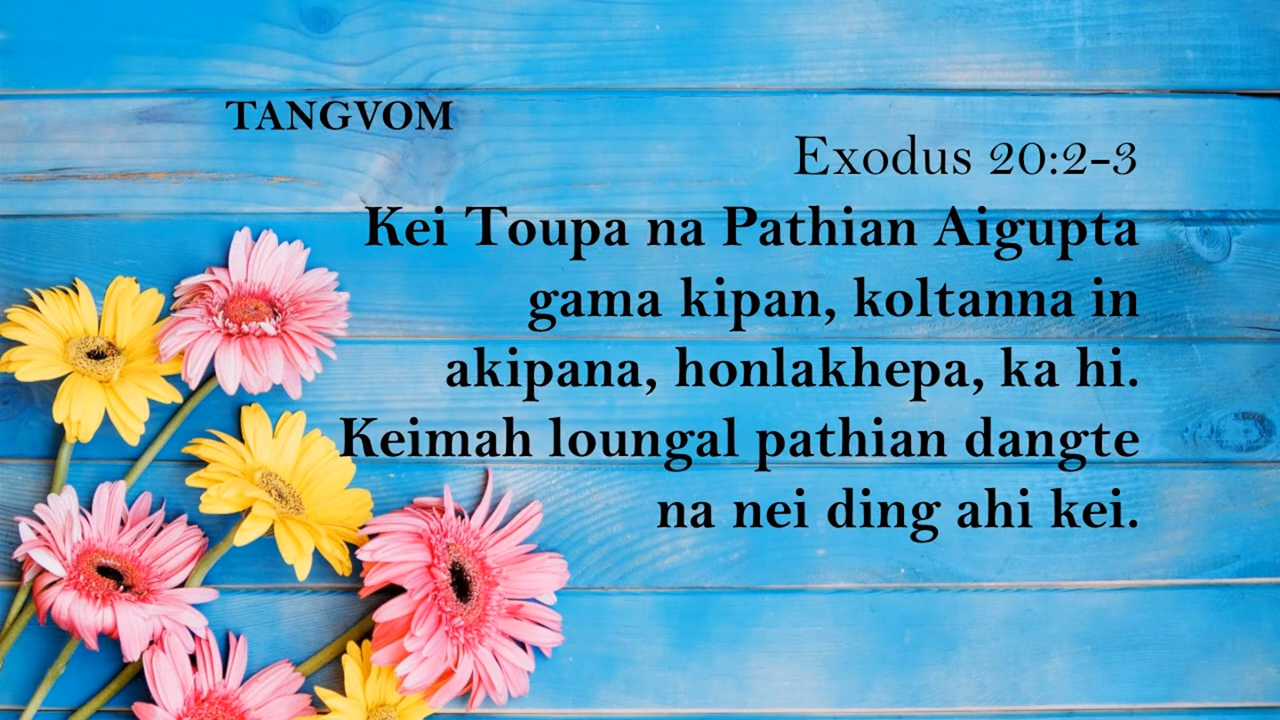 TANGVOM
Exodus 20:2-3
Kei Toupa na Pathian Aigupta
gama kipan, koltanna in
akipana, honlakhepa, ka hi.
Keimah loungal pathian dangte
na nei ding ahi kei.